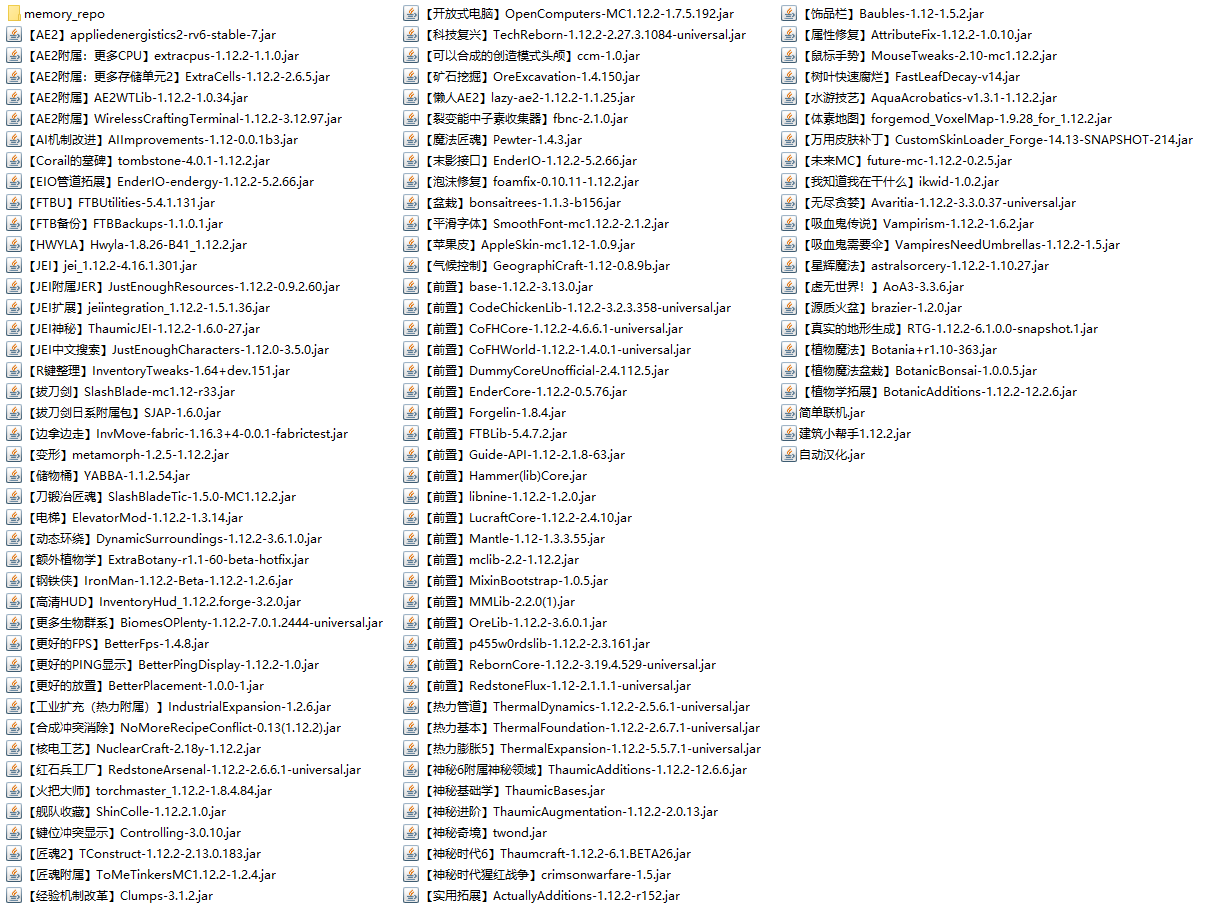 memory_repo
【AE2】appliedenergistics2-rv6-stable-7.jar
【AE2附属：更多CPU】extracpus-1.12.2-1.1.0.jar
【AE2附属：更多存储单元2】ExtraCells-1.12.2-2.6.5.jar
【AE2附属】AE2WTLib-1.12.2-1.0.34.jar
【AE2附属】WirelessCraftingTerminal-1.12.2-3.12.97.jar
【AI机制改进】AIImprovements-1.12-0.0.1b3.jar
【Corail的墓碑】tombstone-4.0.1-1.12.2.jar
【EIO管道拓展】EnderIO-endergy-1.12.2-5.2.66.jar
【FTBU】FTBUtilities-5.4.1.131.jar
【FTB备份】FTBBackups-1.1.0.1.jar
【HWYLA】Hwyla-1.8.26-B41_1.12.2.jar
【JEI】jei_1.12.2-4.16.1.301.jar
【JEI附属JER】JustEnoughResources-1.12.2-0.9.2.60.jar
【JEI扩展】jeiintegration_1.12.2-1.5.1.36.jar
【JEI神秘】ThaumicJEI-1.12.2-1.6.0-27.jar
【JEI中文搜索】JustEnoughCharacters-1.12.0-3.5.0.jar
【R键整理】InventoryTweaks-1.64+dev.151.jar
【拔刀剑】SlashBlade-mc1.12-r33.jar
【拔刀剑日系附属包】SJAP-1.6.0.jar
【边拿边走】InvMove-fabric-1.16.3+4-0.0.1-fabrictest.jar
【变形】metamorph-1.2.5-1.12.2.jar
【储物桶】YABBA-1.1.2.54.jar
【刀锻冶匠魂】SlashBladeTic-1.5.0-MC1.12.2.jar
【电梯】ElevatorMod-1.12.2-1.3.14.jar
【动态环绕】DynamicSurroundings-1.12.2-3.6.1.0.jar
【额外植物学】ExtraBotany-r1.1-60-beta-hotfix.jar
【钢铁侠】IronMan-1.12.2-Beta-1.12.2-1.2.6.jar
【高清HUD】InventoryHud_1.12.2.forge-3.2.0.jar
【更多生物群系】BiomesOPlenty-1.12.2-7.0.1.2444-universal.jar
【更好的FPS】BetterFps-1.4.8.jar
【更好的PING显示】BetterPingDisplay-1.12.2-1.0.jar
【更好的放置】BetterPlacement-1.0.0-1.jar
【工业扩充（热力附属）】IndustrialExpansion-1.2.6.jar
【合成冲突消除】NoMoreRecipeConflict-0.13(1.12.2).jar
【核电工艺】NuclearCraft-2.18y-1.12.2.jar
【红石兵工厂】RedstoneArsenal-1.12.2-2.6.6.1-universal.jar
【火把大师】torchmaster_1.12.2-1.8.4.84.jar
【舰队收藏】ShinColle-1.12.2.1.0.jar
【键位冲突显示】Controlling-3.0.10.jar
【匠魂2】TConstruct-1.12.2-2.13.0.183.jar
【匠魂附属】ToMeTinkersMC1.12.2-1.2.4.jar
【经验机制改革】Clumps-3.1.2.jar
【开放式电脑】OpenComputers-MC1.12.2-1.7.5.192.jar
【科技复兴】TechReborn-1.12.2-2.27.3.1084-universal.jar
【可以合成的创造模式头颅】ccm-1.0.jar
【矿石挖掘】OreExcavation-1.4.150.jar
【懒人AE2】lazy-ae2-1.12.2-1.1.25.jar
【裂变能中子素收集器】fbnc-2.1.0.jar
【魔法匠魂】Pewter-1.4.3.jar
【末影接口】EnderIO-1.12.2-5.2.66.jar
【泡沫修复】foamfix-0.10.11-1.12.2.jar
【盆栽】bonsaitrees-1.1.3-b156.jar
【平滑字体】SmoothFont-mc1.12.2-2.1.2.jar
【苹果皮】AppleSkin-mc1.12-1.0.9.jar
【气候控制】GeographiCraft-1.12-0.8.9b.jar
【前置】base-1.12.2-3.13.0.jar
【前置】CodeChickenLib-1.12.2-3.2.3.358-universal.jar
【前置】CoFHCore-1.12.2-4.6.6.1-universal.jar
【前置】CoFHWorld-1.12.2-1.4.0.1-universal.jar
【前置】DummyCoreUnofficial-2.4.112.5.jar
【前置】EnderCore-1.12.2-0.5.76.jar
【前置】Forgelin-1.8.4.jar
【前置】FTBLib-5.4.7.2.jar
【前置】Guide-API-1.12-2.1.8-63.jar
【前置】Hammer(lib)Core.jar
【前置】libnine-1.12.2-1.2.0.jar
【前置】LucraftCore-1.12.2-2.4.10.jar
【前置】Mantle-1.12-1.3.3.55.jar
【前置】mclib-2.2-1.12.2.jar
【前置】MixinBootstrap-1.0.5.jar
【前置】MMLib-2.2.0(1).jar
【前置】OreLib-1.12.2-3.6.0.1.jar
【前置】p455w0rdslib-1.12.2-2.3.161.jar
【前置】RebornCore-1.12.2-3.19.4.529-universal.jar
【前置】RedstoneFlux-1.12-2.1.1.1-universal.jar
【热力管道】ThermalDynamics-1.12.2-2.5.6.1-universal.jar
【热力基本】ThermalFoundation-1.12.2-2.6.7.1-universal.jar
【热力膨胀5】ThermalExpansion-1.12.2-5.5.7.1-universal.jar
【神秘6附属神秘领域】ThaumicAdditions-1.12.2-12.6.6.jar
【神秘基础学】ThaumicBases.jar
【神秘进阶】ThaumicAugmentation-1.12.2-2.0.13.jar
【神秘奇境】twond.jar
【神秘时代6】Thaumcraft-1.12.2-6.1.BETA26.jar
【神秘时代猩红战争】crimsonwarfare-1.5.jar
【实用拓展】ActuallyAdditions-1.12.2-r152.jar
【饰品栏】Baubles-1.12-1.5.2.jar
【属性修复】AttributeFix-1.12.2-1.0.10.jar
【鼠标手势】MouseTweaks-2.10-mc1.12.2.jar
【树叶快速腐烂】FastLeafDecay-v14.jar
【水游技艺】AquaAcrobatics-v1.3.1-1.12.2.jar
【体素地图】forgemod_VoxelMap-1.9.28_for_1.12.2.jar
【万用皮肤补丁】CustomSkinLoader_Forge-14.13-SNAPSHOT-214.jar
【未来MC】future-mc-1.12.2-0.2.5.jar
【我知道我在干什么】ikwid-1.0.2.jar
【无尽贪婪】Avaritia-1.12.2-3.3.0.37-universal.jar
【吸血鬼传说】Vampirism-1.12.2-1.6.2.jar
【吸血鬼需要伞】VampiresNeedUmbrellas-1.12.2-1.5.jar
【星辉魔法】astralsorcery-1.12.2-1.10.27.jar
【虚无世界！】AoA3-3.3.6.jar
【源质火盆】brazier-1.2.0.jar
【真实的地形生成】RTG-1.12.2-6.1.0.0-snapshot.1.jar
【植物魔法】Botania+r1.10-363.jar
【植物魔法盆栽】BotanicBonsai-1.0.0.5.jar
【植物学拓展】BotanicAdditions-1.12.2-12.2.6.jar
简单联机.jar
建筑小帮手1.12.2.jar
自动汉化.jar